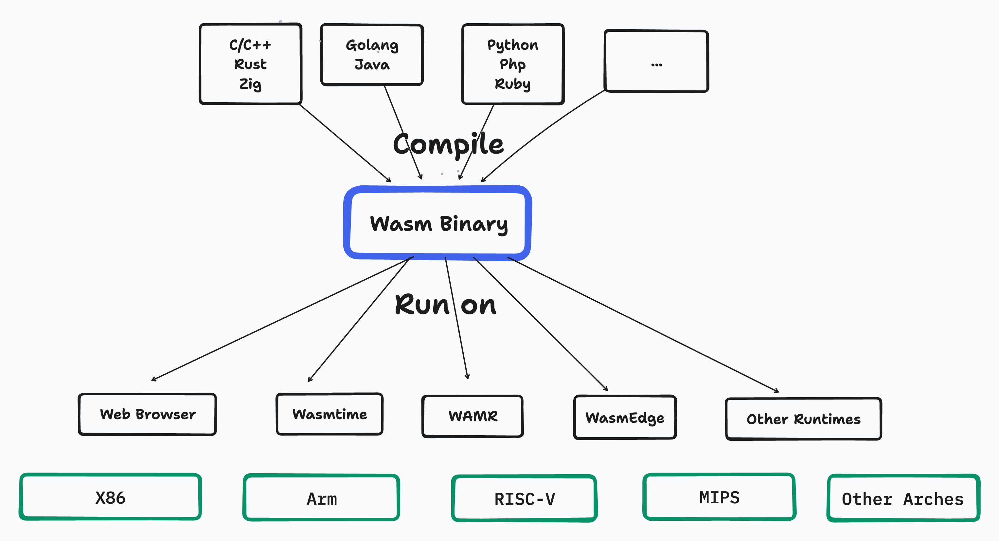 C/C++
Rust
Zig
Golang
Java
Python
Php
Ruby
...
Compile
Wasm Binary
Run on
Web Browser
Wasmtime
WAMR
WasmEdge
Other Runtimes
X86
Arm
RISC-V
MIPS
Other Arches